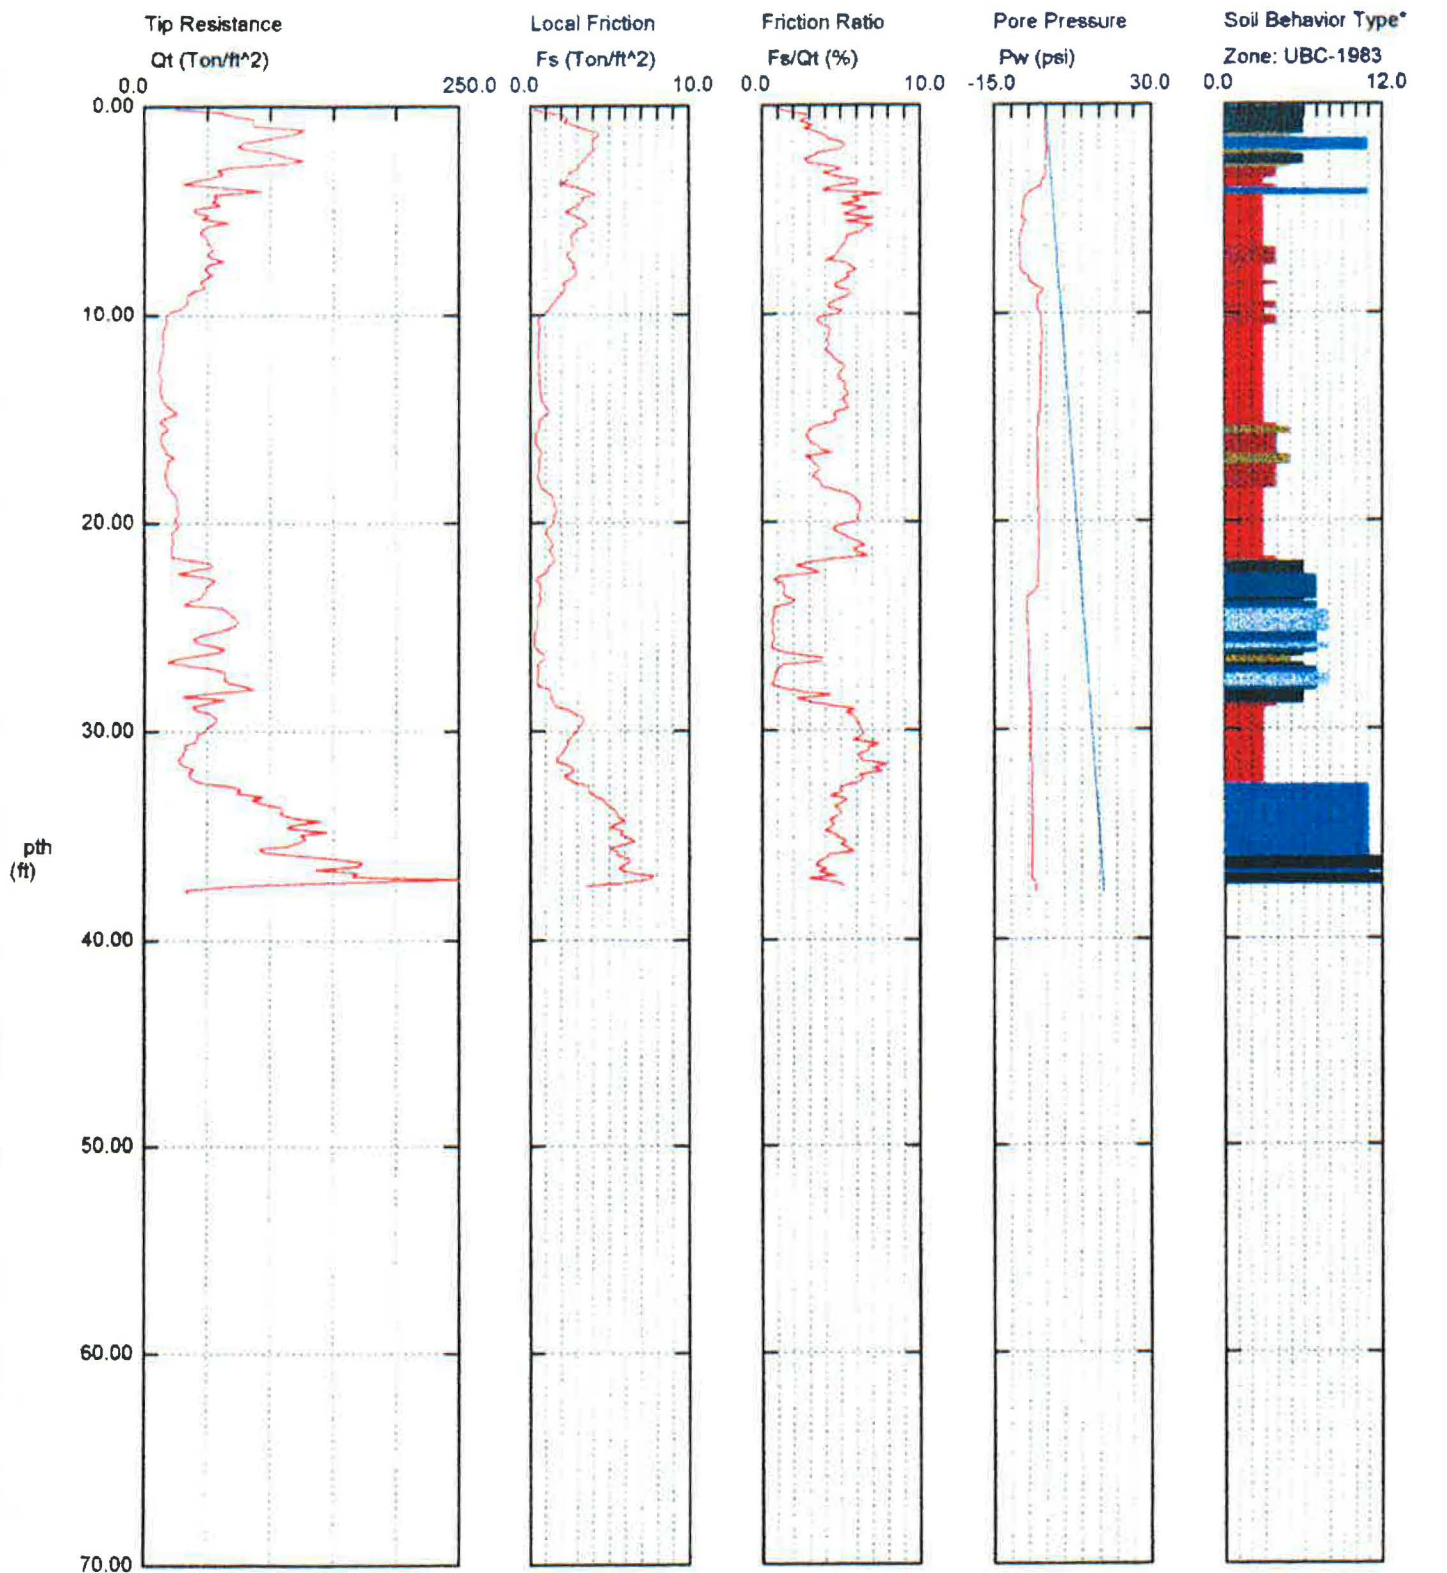 Tip Resistance
Qt (Ton/ft^2)
0.0 250.0
Local Friction
Fs (Ton/ft^2)
0.0 10.0
Friction Ratio
Fs/Qt (%)
0.0 10.0
Pore Pressure
Pw (psi)
-15.0 30.0
Soil Behavior Type*
Zone: UBC-1983
0.0 12.0
0.00
10.00
20.00
30.00
pth
(ft)
40.00
50.00
60.00
70.00